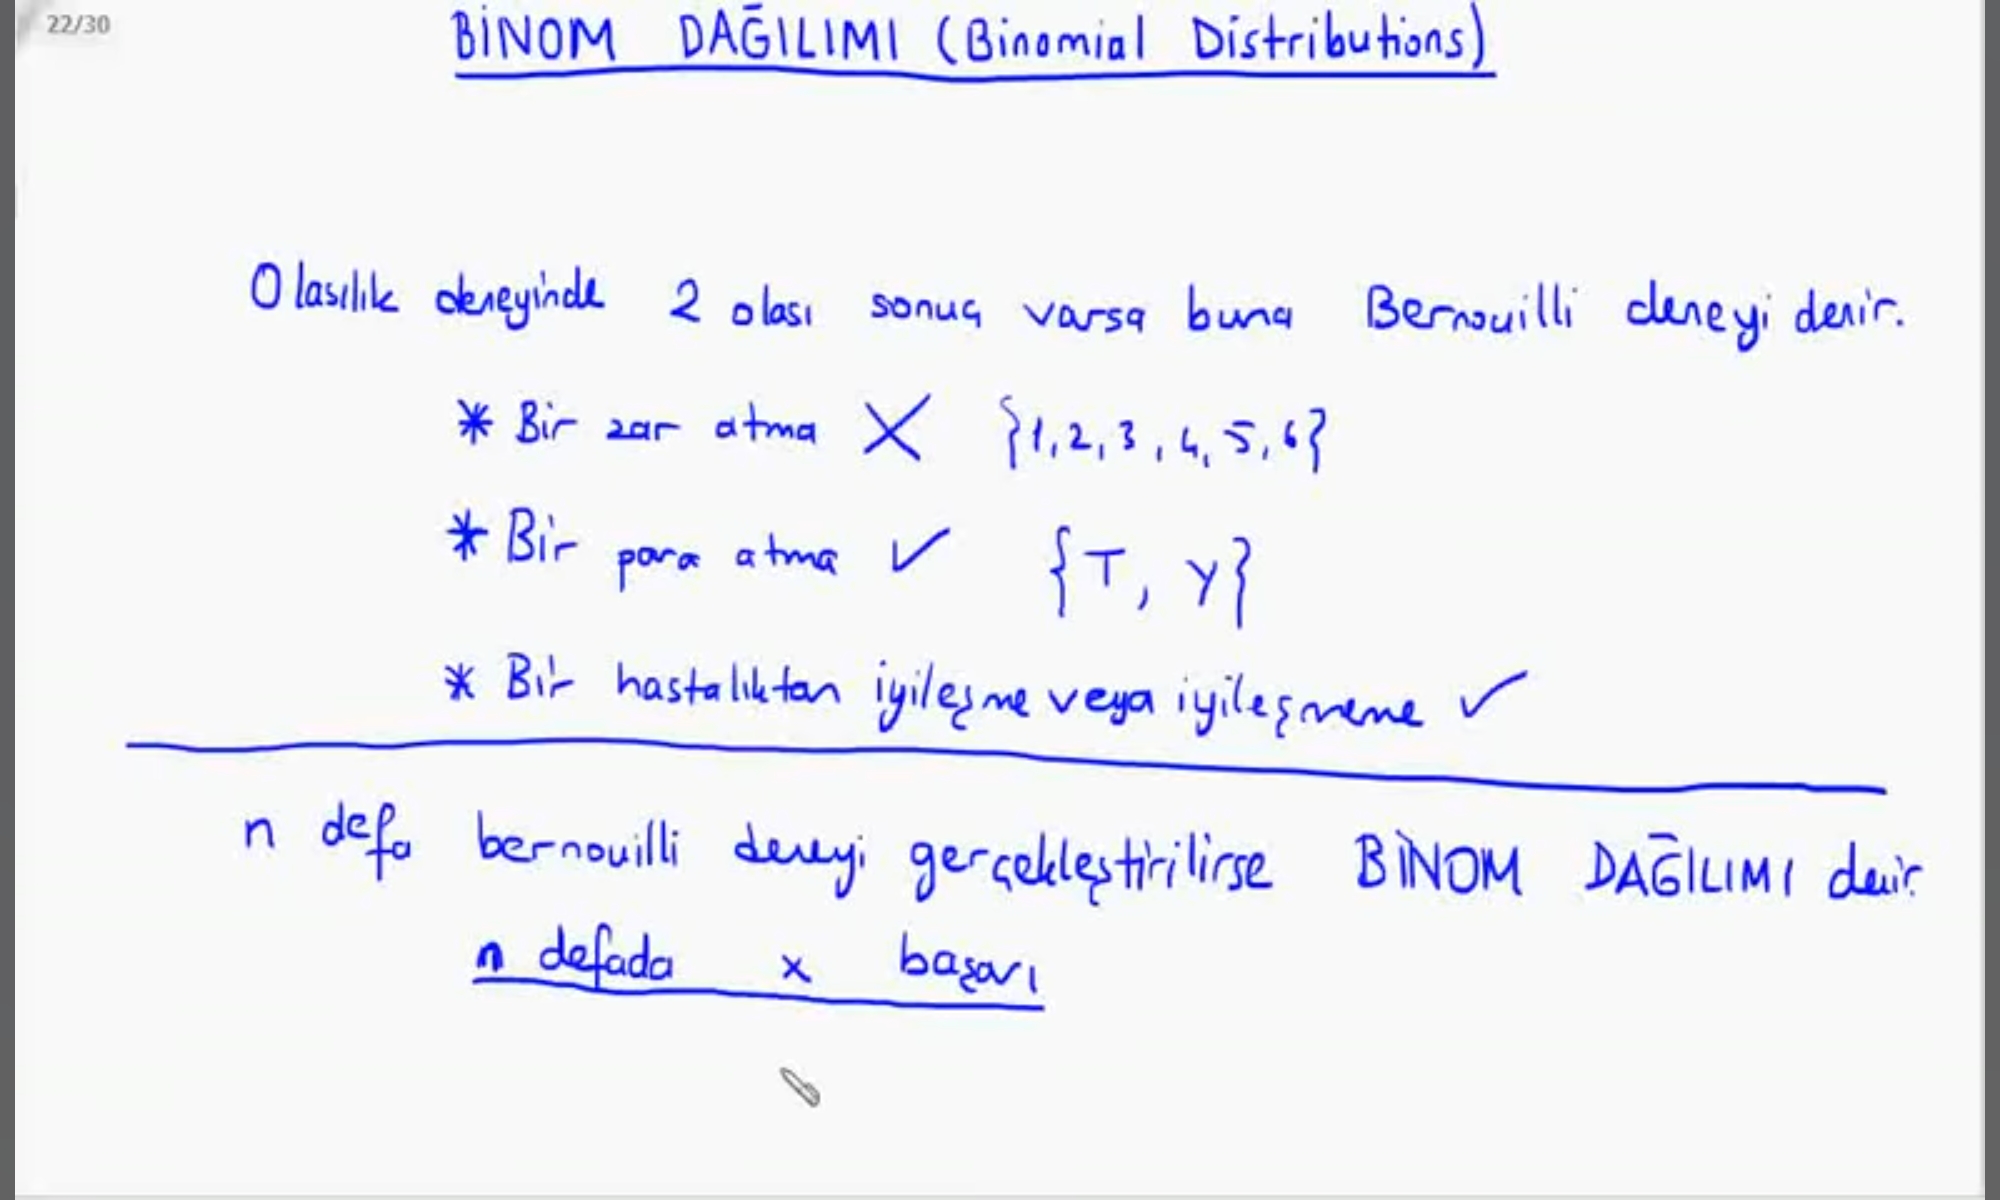 22/30
BİNOM DAĞILIMI (Binomial Distributions)
Olasılık deneyinde 2 olası sonuç varsa buna Bernouilli deneyi denir.
* Bir zar atma X {1,2,3,4,5,6}
* Bir para atma ✓ {T, Y}
* Bir hastalıktan iyileşme veya iyileşmeme ✓
n defa bernouilli deneyi gerçekleştirilirse BİNOM DAĞILIMI denir.
n defada x başarı